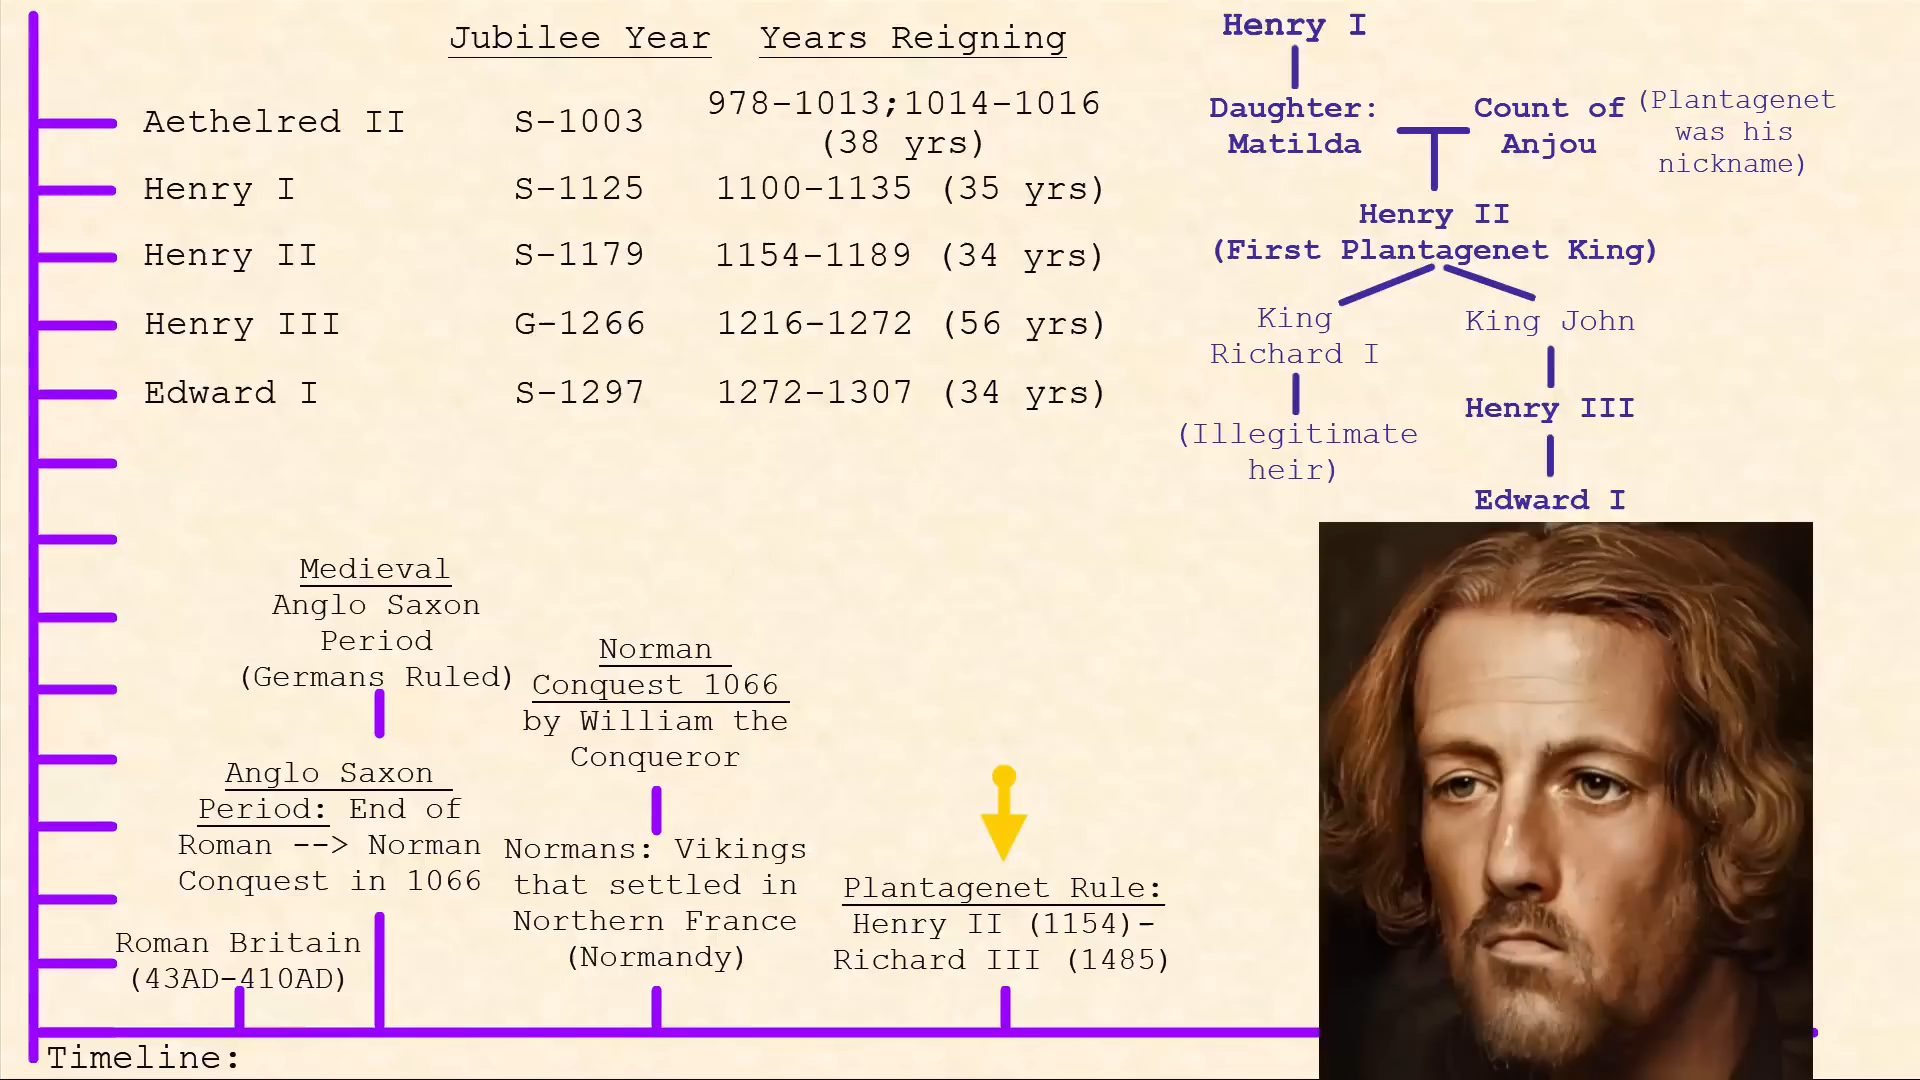 Jubilee Year Years Reigning
Aethelred II S-1003 978-1013;1014-1016
(38 yrs)
Henry I S-1125 1100-1135 (35 yrs)
Henry II S-1179 1154-1189 (34 yrs)
Henry III G-1266 1216-1272 (56 yrs)
Edward I S-1297 1272-1307 (34 yrs)
Henry I
Daughter:
Matilda
Count of
Anjou
(Plantagenet
was his
nickname)
Henry II
(First Plantagenet King)
King
Richard I
(Illegitimate
heir)
King John
Henry III
Edward I
Medieval
Anglo Saxon
Period
(Germans Ruled)
Anglo Saxon
Period: End of
Roman --> Norman
Conquest in 1066
Roman Britain
(43AD-410AD)
Norman
Conquest 1066
by William the
Conqueror
Normans: Vikings
that settled in
Northern France
(Normandy)
Plantagenet Rule:
Henry II (1154)-
Richard III (1485)
Timeline: